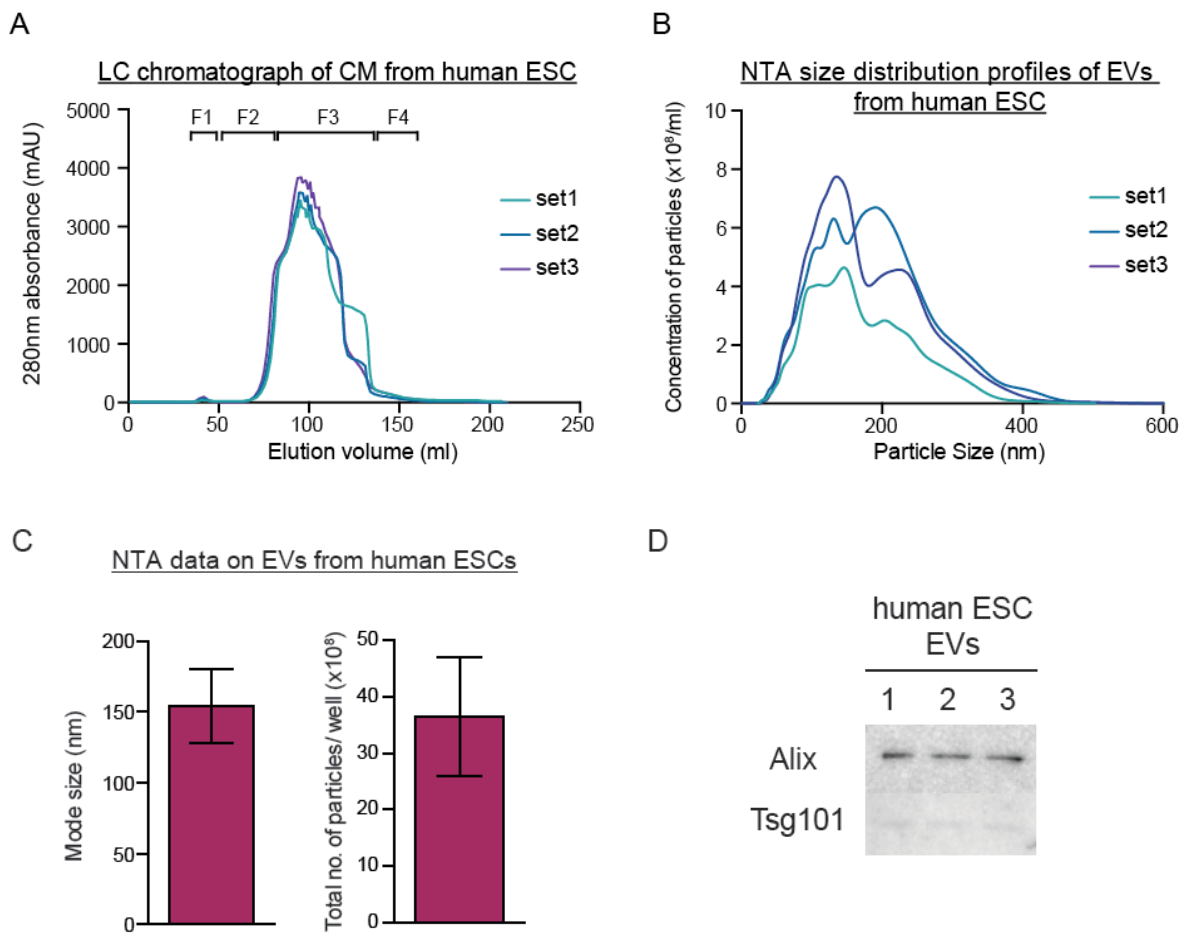 A
LC chromatograph of CM from human ESC
F1 F2 F3 F4
280nm absorbance (mAU)
5000
4000
3000
2000
1000
0
0 50 100 150 200 250
Elution volume (ml)
set1
set2
set3
B
NTA size distribution profiles of EVs
from human ESC
Concentration of particles (x10⁸/ml)
10
8
6
4
2
0
0 200 400 600
Particle Size (nm)
set1
set2
set3
C
NTA data on EVs from human ESCs
Mode size (nm)
200
150
100
50
0
Total no. of particles/ well (x10⁸)
50
40
30
20
10
0
D
human ESC
EVs
1 2 3
Alix
Tsg101